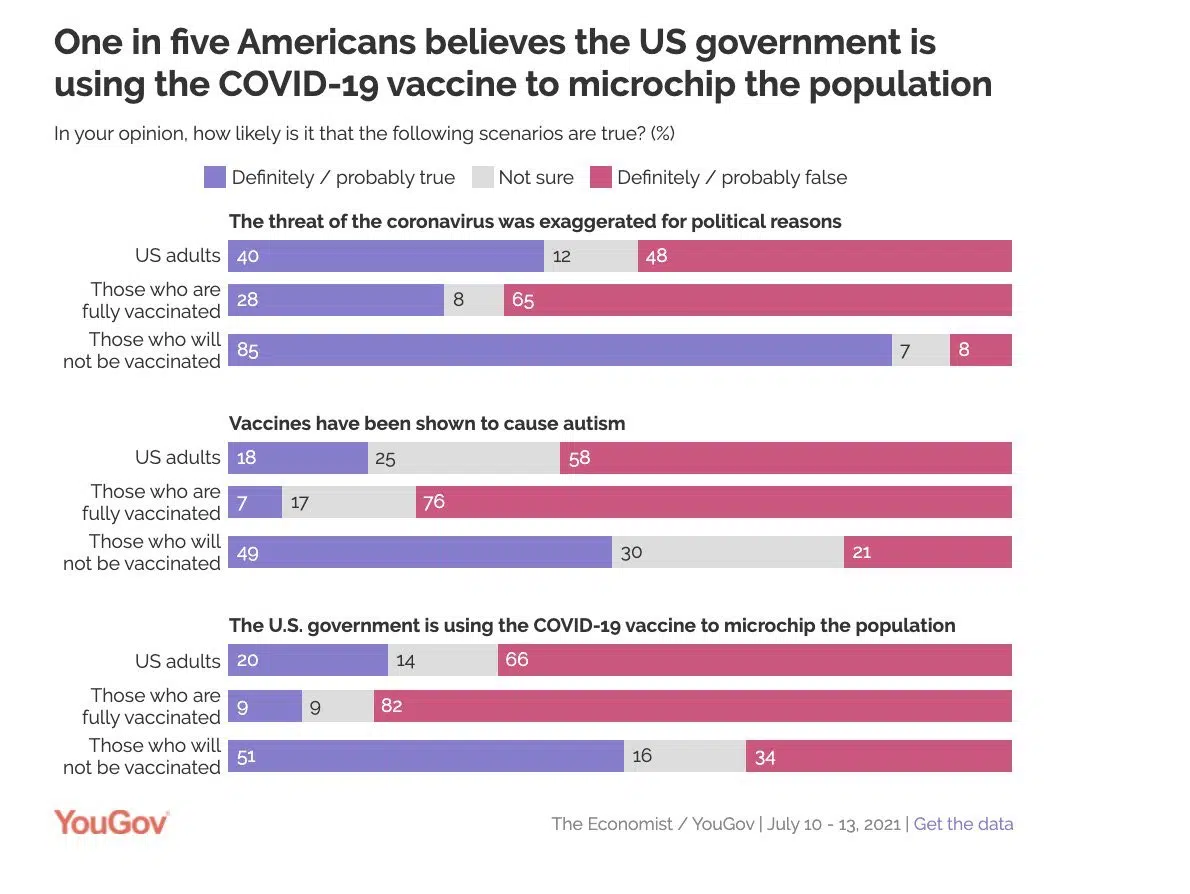 One in five Americans believes the US government is
using the COVID-19 vaccine to microchip the population
In your opinion, how likely is it that the following scenarios are true? (%)
Definitely / probably true Not sure Definitely / probably false
The threat of the coronavirus was exaggerated for political reasons
US adults 40 12 48
Those who are
fully vaccinated 28 8 65
Those who will
not be vaccinated 85 7 8
Vaccines have been shown to cause autism
US adults 18 25 58
Those who are
fully vaccinated 7 17 76
Those who will
not be vaccinated 49 30 21
The U.S. government is using the COVID-19 vaccine to microchip the population
US adults 20 14 66
Those who are
fully vaccinated 9 9 82
Those who will
not be vaccinated 51 16 34
YouGov® The Economist / YouGov | July 10 - 13, 2021 | Get the data